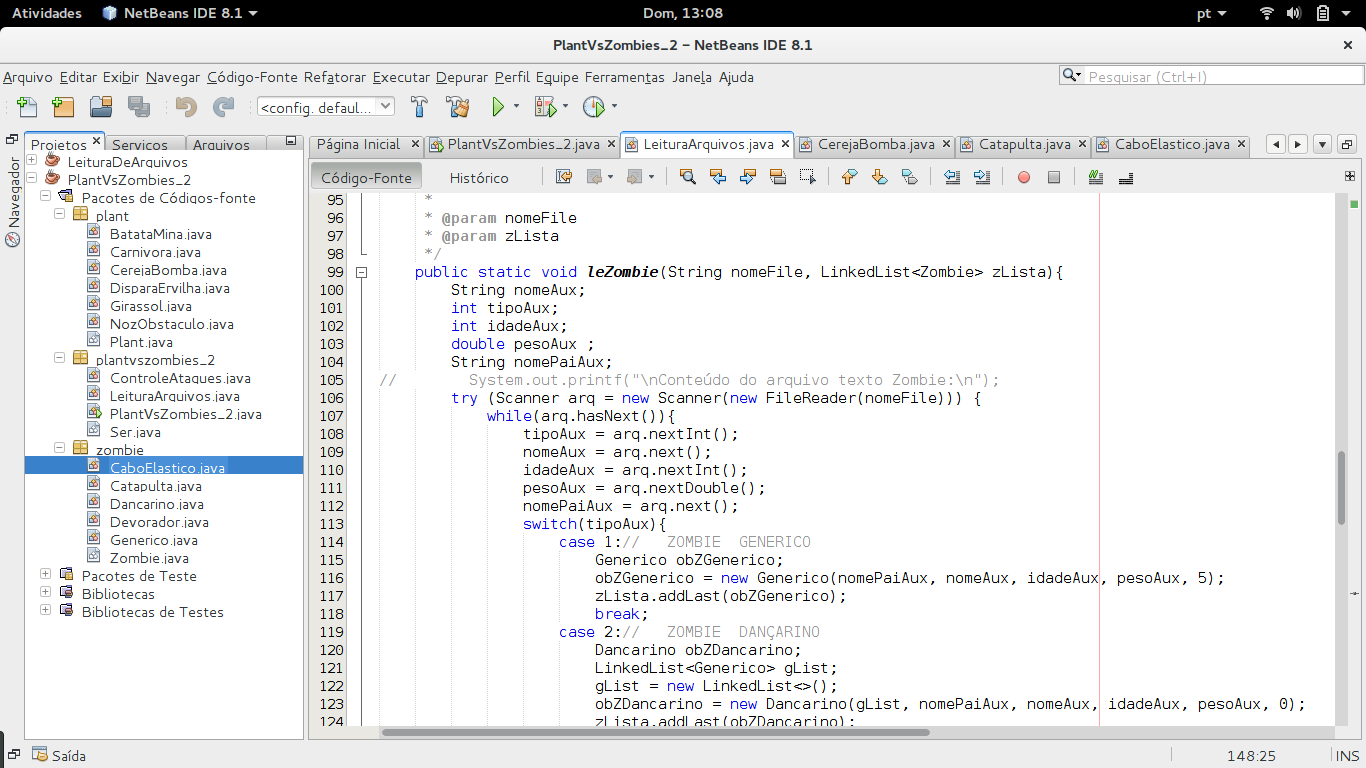 Atividades NetBeans IDE 8.1 Dom, 13:08 pt
PlantVsZombies_2 – NetBeans IDE 8.1
Arquivo Editar Exibir Navegar Código-Fonte Refatorar Executar Depurar Perfil Equipe Ferramentas Janela Ajuda Pesquisar (Ctrl+I)
<config. defaul...
Projetos Serviços Arquivos
Navegador
LeituraDeArquivos
PlantVsZombies_2
Pacotes de Códigos-fonte
plant
BatataMina.java
Carnivora.java
CerejaBomba.java
DisparaErvilha.java
Girassol.java
NozObstaculo.java
Plant.java
plantvszombies_2
ControleAtaques.java
LeituraArquivos.java
PlantVsZombies_2.java
Ser.java
zombie
CaboElastico.java
Catapulta.java
Dancarino.java
Devorador.java
Generico.java
Zombie.java
Pacotes de Teste
Bibliotecas
Bibliotecas de Testes
Página Inicial PlantVsZombies_2.java LeituraArquivos.java CerejaBomba.java Catapulta.java CaboElastico.java
Código-Fonte Histórico
95 *
96 * @param nomeFile
97 * @param zLista
98 */
99 public static void leZombie(String nomeFile, LinkedList<Zombie> zLista){
100 String nomeAux;
101 int tipoAux;
102 int idadeAux;
103 double pesoAux ;
104 String nomePaiAux;
105 // System.out.printf("\nConteúdo do arquivo texto Zombie:\n");
106 try (Scanner arq = new Scanner(new FileReader(nomeFile))) {
107 while(arq.hasNext()){
108 tipoAux = arq.nextInt();
109 nomeAux = arq.next();
110 idadeAux = arq.nextInt();
111 pesoAux = arq.nextDouble();
112 nomePaiAux = arq.next();
113 switch(tipoAux){
114 case 1:// ZOMBIE GENERICO
115 Generico obZGenerico;
116 obZGenerico = new Generico(nomePaiAux, nomeAux, idadeAux, pesoAux, 5);
117 zLista.addLast(obZGenerico);
118 break;
119 case 2:// ZOMBIE DANÇARINO
120 Dancarino obZDancarino;
121 LinkedList<Generico> gList;
122 gList = new LinkedList<>();
123 obZDancarino = new Dancarino(gList, nomePaiAux, nomeAux, idadeAux, pesoAux, 0);
124 zLista.addLast(obZDancarino);
Saída 148:25 INS